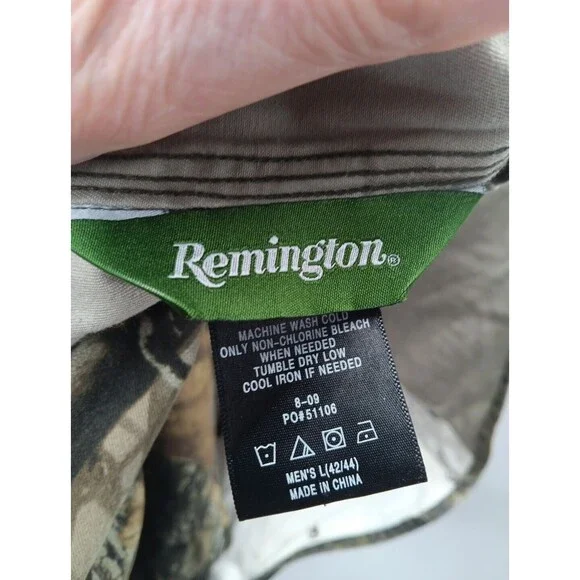 Remington®
MACHINE WASH COLD
ONLY NON-CHLORINE BLEACH
WHEN NEEDED
TUMBLE DRY LOW
COOL IRON IF NEEDED
8-09
PO#51106
MEN'S L(42/44)
MADE IN CHINA